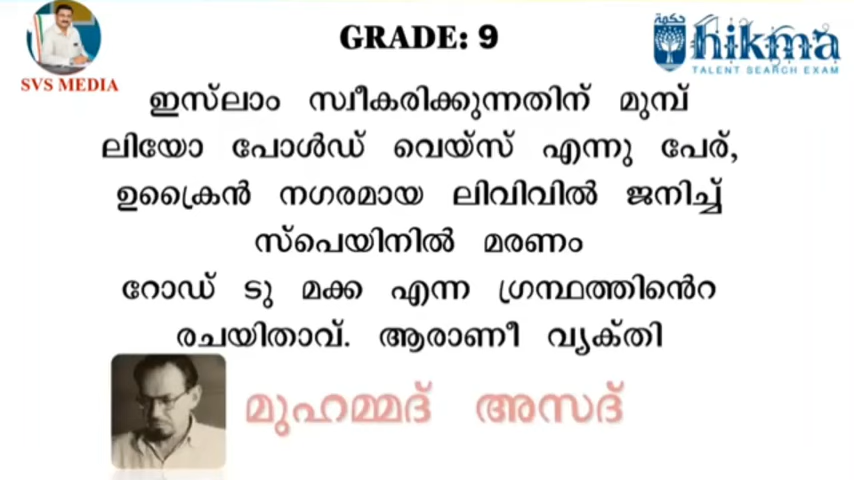 GRADE: 9
SVS MEDIA
حكمة
hikma
TALENT SEARCH EXAM
ഇസ്‌ലാം സ്വീകരിക്കുന്നതിന് മുമ്പ്
ലിയോ പോൾഡ് വെയ്സ് എന്നു പേര്,
ഉക്രൈൻ നഗരമായ ലിവിവിൽ ജനിച്ച്
സ്പെയിനിൽ മരണം
റോഡ് ടു മക്ക എന്ന ഗ്രന്ഥത്തിൻെറ
രചയിതാവ്. ആരാണീ വ്യക്തി
മുഹമ്മദ് അസദ്